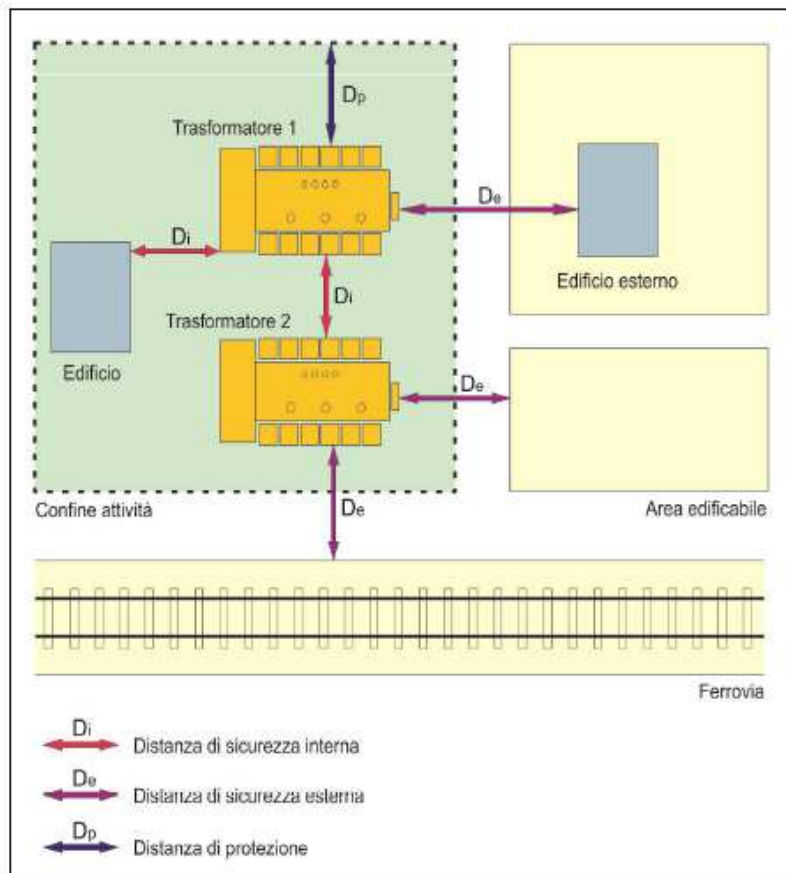 Dp
Trasformatore 1
De
Di
Edificio esterno
Di
Trasformatore 2
Edificio
De
Confine attività
De
Area edificabile
Ferrovia
Di
Distanza di sicurezza interna
De
Distanza di sicurezza esterna
Dp
Distanza di protezione